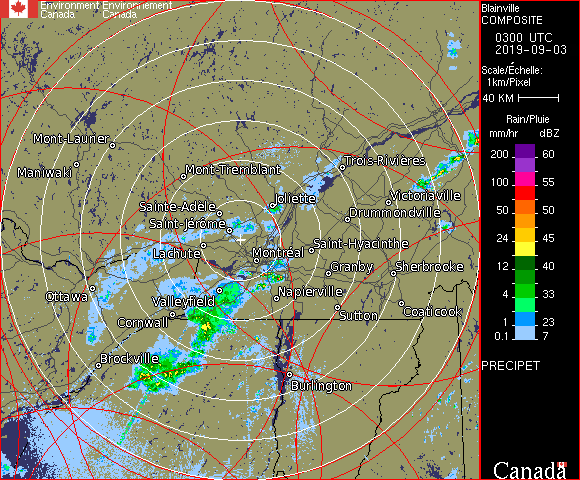 Environment Environnement
Canada Canada
Blainville
COMPOSITE
0300 UTC
2019-09-03
Scale/Échelle:
1km/Pixel
40 KM
Rain/Pluie
mm/hr dBZ
200 60
100 55
50 50
24 45
12 40
4 33
1 23
0.1 7
PRECIPET
Canada
Mont-Laurier
Maniwaki
Mont-Tremblant
Trois-Rivières
Sainte-Adèle
Joliette
Victoriaville
Saint-Jérôme
Drummondville
Lachute
Montréal
Saint-Hyacinthe
Granby
Sherbrooke
Ottawa
Valleyfield
Napierville
Cornwall
Sutton
Coaticook
Brockville
Burlington